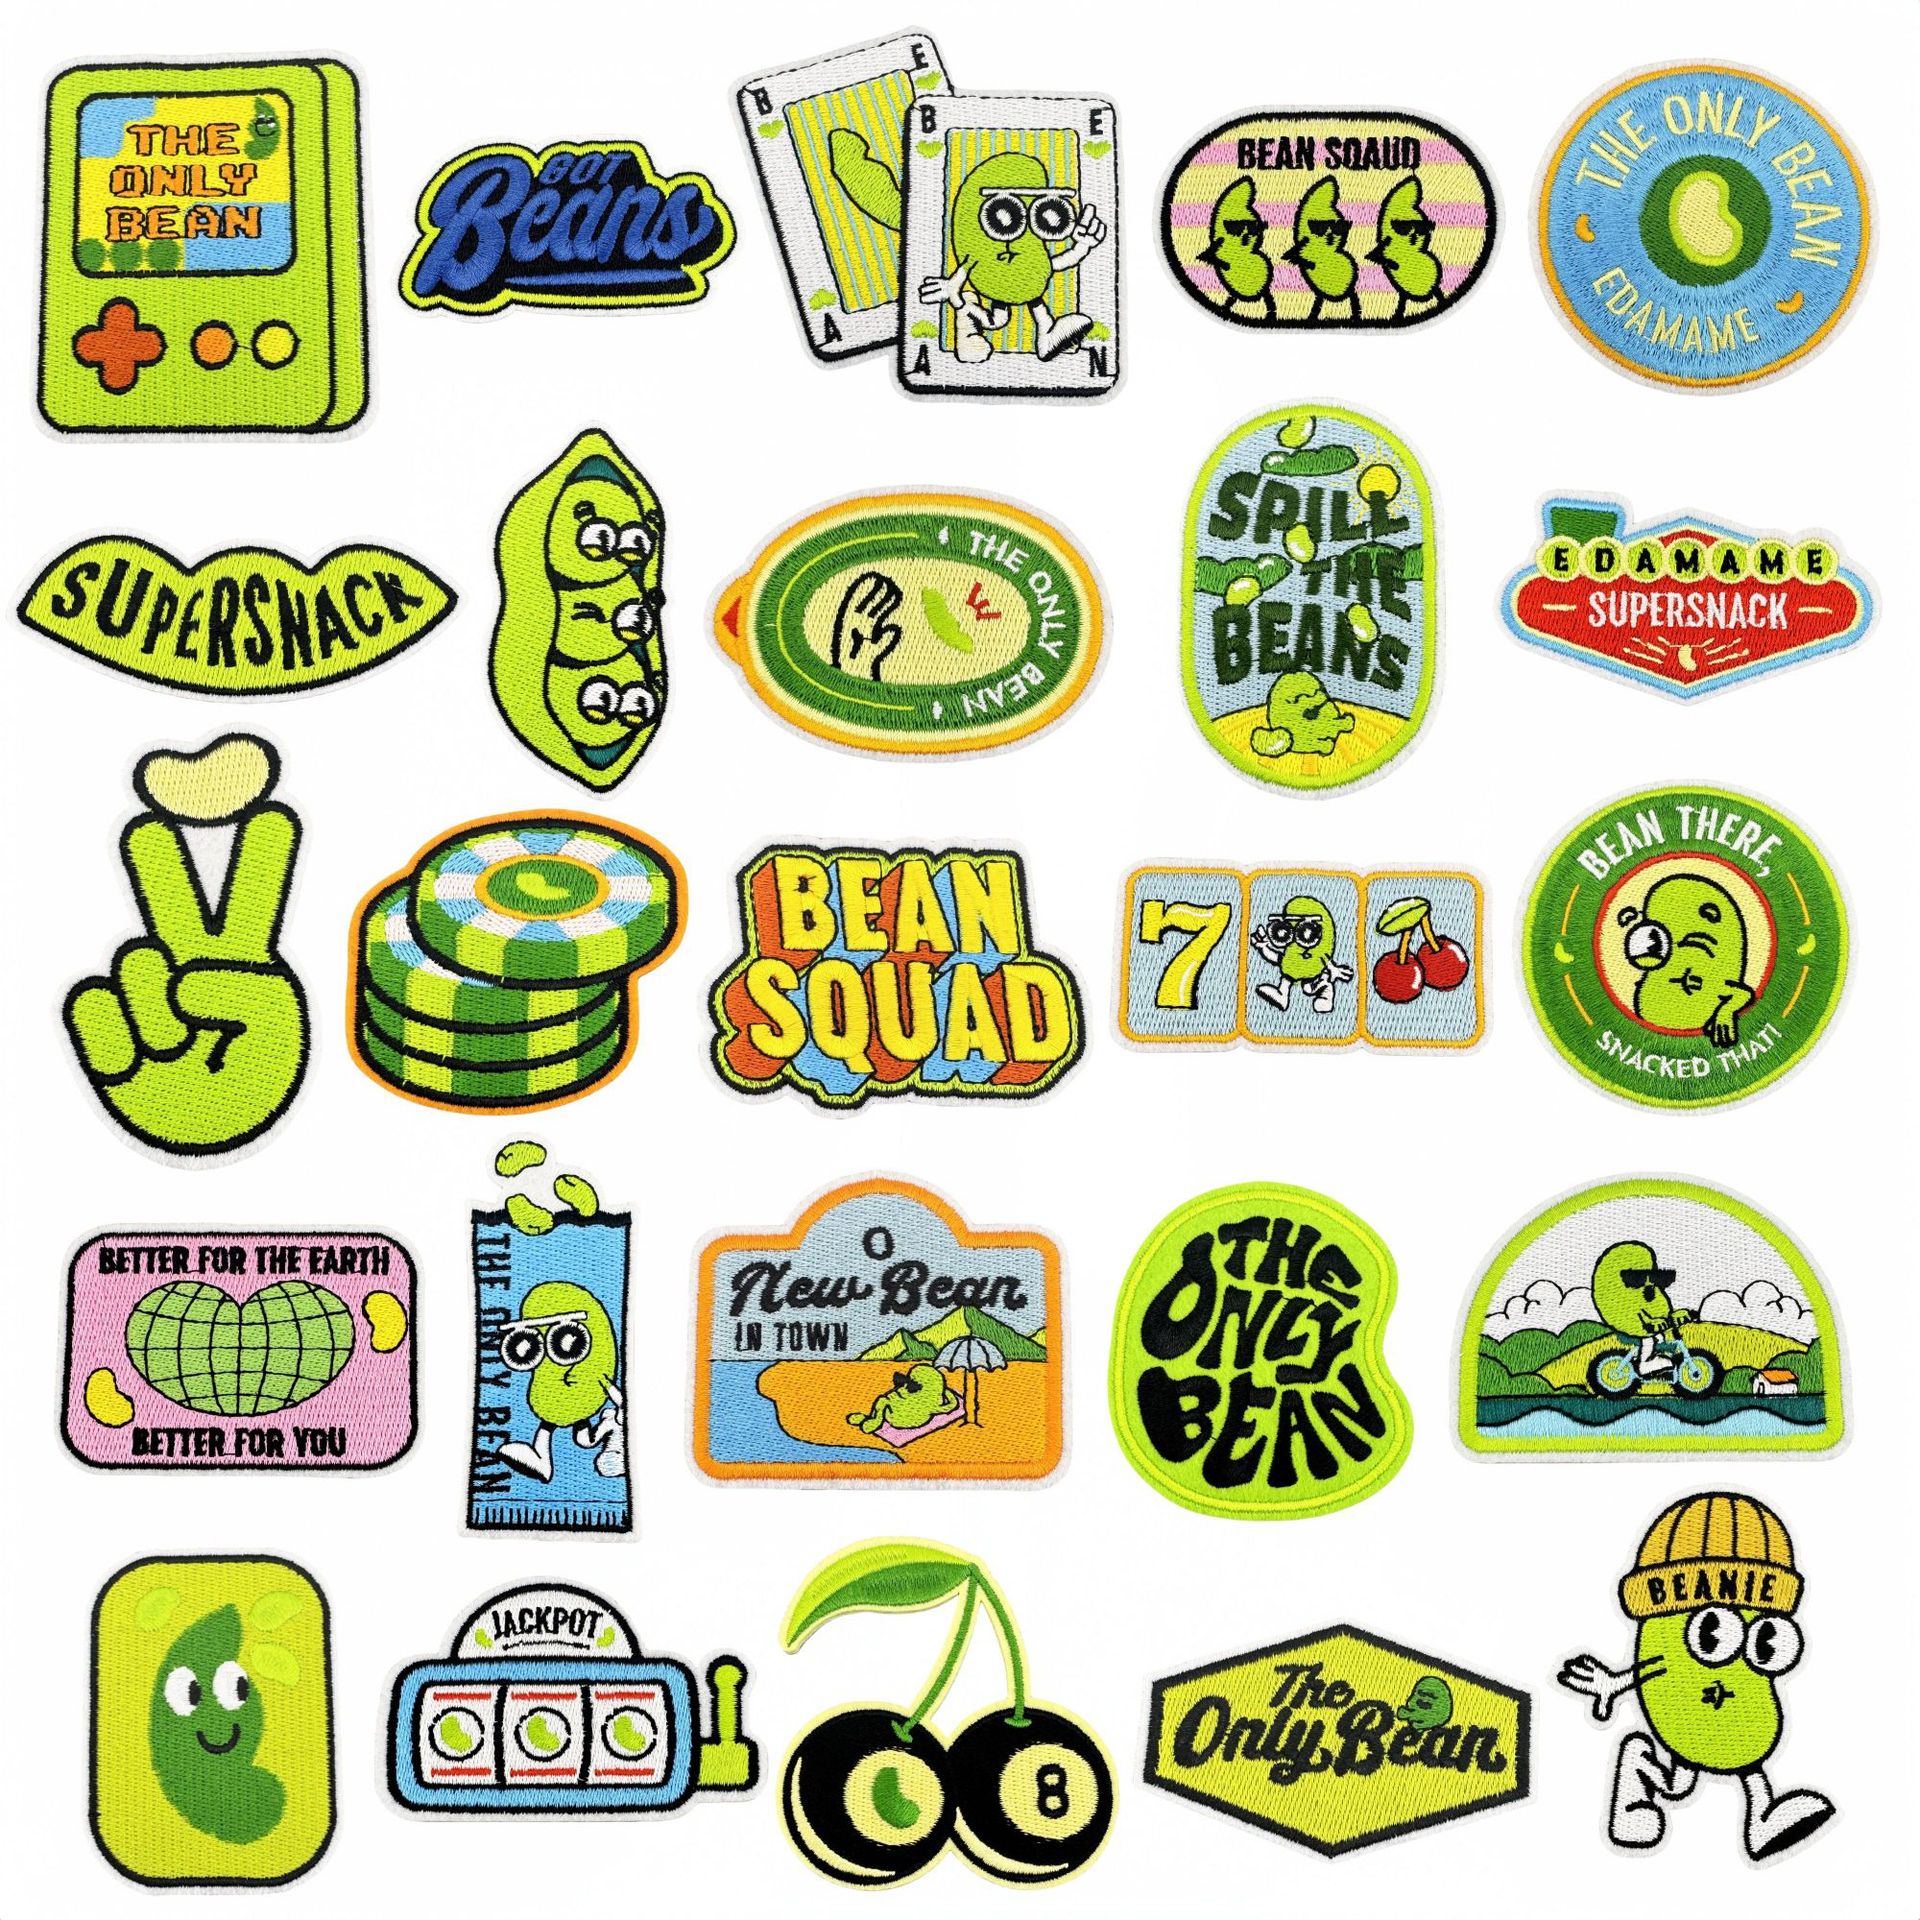 THE
ONLY
BEAN
GOT
Beans
B E
A
B E
A N
BEAN SQAUD
THE ONLY BEAN
EDAMAME
SUPERSNACK
THE ONLY BEAN
SPILL
THE
BEANS
EDAMAME
SUPERSNACK
BEAN
SQUAD
7
BEAN THERE,
SNACKED THAT!
BETTER FOR THE EARTH
BETTER FOR YOU
THE ONLY BEAN
New Bean
IN TOWN
THE
ONLY
BEAN
JACKPOT
8
The
Only Bean
BEANIE